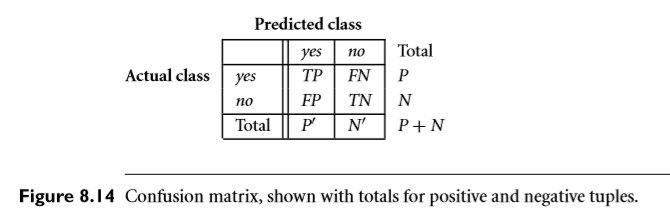 Predicted class
yes no Total
Actual class yes TP FN P
no FP TN N
Total P′ N′ P + N
Figure 8.14 Confusion matrix, shown with totals for positive and negative tuples.